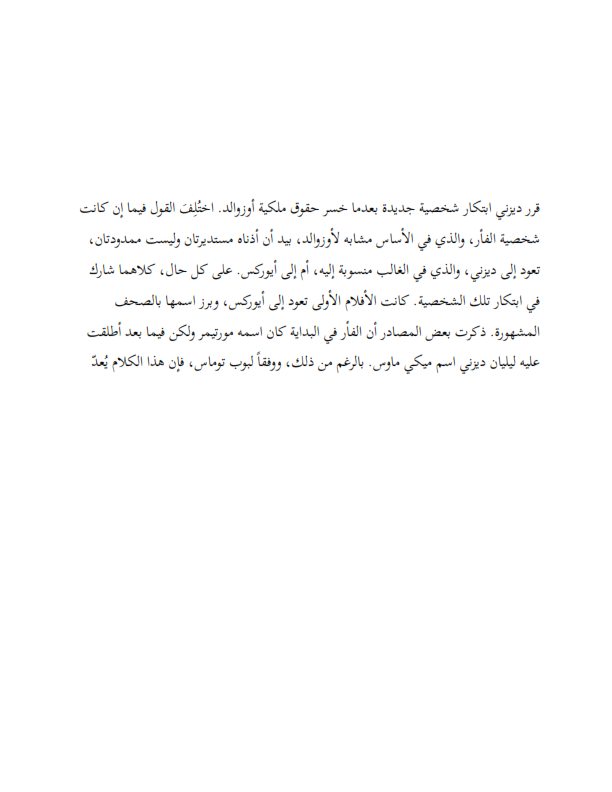 قرر ديزني ابتكار شخصية جديدة بعدما خسر حقوق ملكية أوزوالد. اختُلِفَ القول فيما إن كانت
شخصية الفأر، والذي في الأساس مشابه لأوزوالد، بيد أن أذناه مستديرتان وليست ممدودتان،
تعود إلى ديزني، والذي في الغالب منسوبة إليه، أم إلى أيوركس. على كل حال، كلاهما شارك
في ابتكار تلك الشخصية. كانت الأفلام الأولى تعود إلى أيوركس، وبرز اسمها بالصحف
المشهورة. ذكرت بعض المصادر أن الفأر في البداية كان اسمه مورتيمر ولكن فيما بعد أطلقت
عليه ليليان ديزني اسم ميكي ماوس. بالرغم من ذلك، ووفقاً لبوب توماس، فإن هذا الكلام يُعدّ